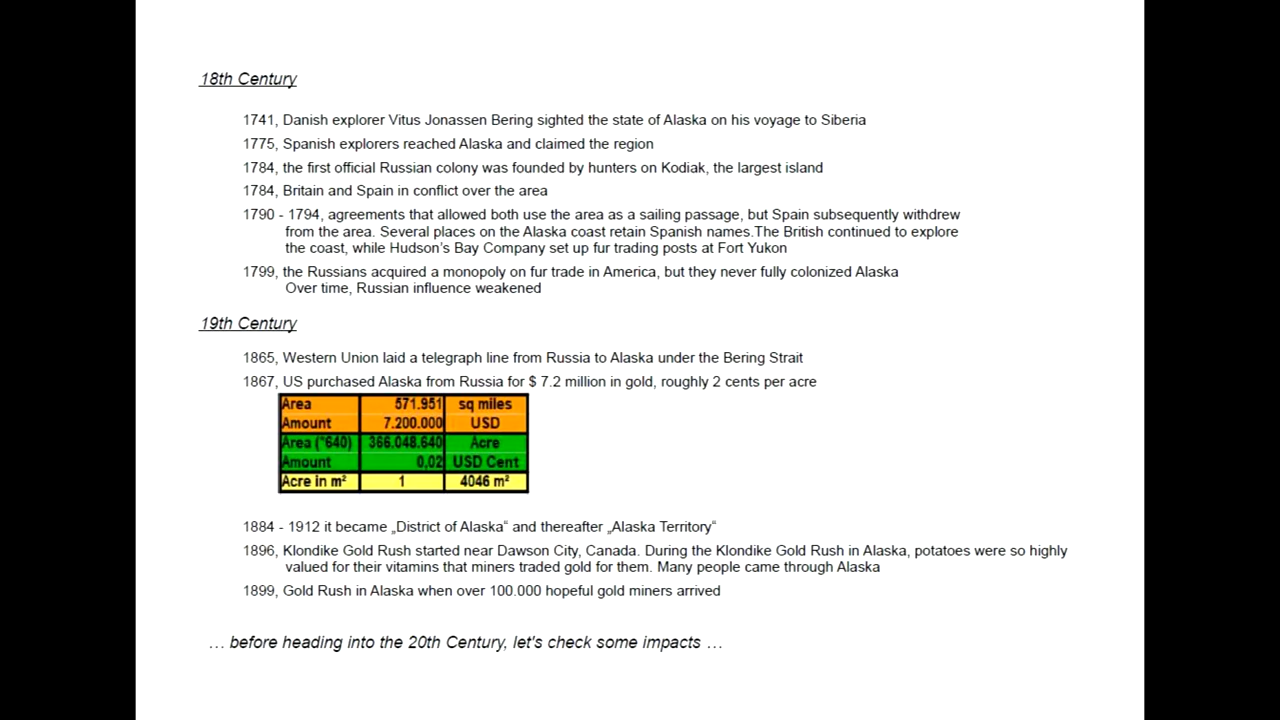 18th Century
1741, Danish explorer Vitus Jonassen Bering sighted the state of Alaska on his voyage to Siberia
1775, Spanish explorers reached Alaska and claimed the region
1784, the first official Russian colony was founded by hunters on Kodiak, the largest island
1784, Britain and Spain in conflict over the area
1790 - 1794, agreements that allowed both use the area as a sailing passage, but Spain subsequently withdrew
from the area. Several places on the Alaska coast retain Spanish names.The British continued to explore
the coast, while Hudson's Bay Company set up fur trading posts at Fort Yukon
1799, the Russians acquired a monopoly on fur trade in America, but they never fully colonized Alaska
Over time, Russian influence weakened
19th Century
1865, Western Union laid a telegraph line from Russia to Alaska under the Bering Strait
1867, US purchased Alaska from Russia for $ 7.2 million in gold, roughly 2 cents per acre
Area 571.951 sq miles
Amount 7.200.000 USD
Area (*640) 366.048.640 Acre
Amount 0,02 USD Cent
Acre in m² 1 4046 m²
1884 - 1912 it became „District of Alaska“ and thereafter „Alaska Territory“
1896, Klondike Gold Rush started near Dawson City, Canada. During the Klondike Gold Rush in Alaska, potatoes were so highly
valued for their vitamins that miners traded gold for them. Many people came through Alaska
1899, Gold Rush in Alaska when over 100.000 hopeful gold miners arrived
… before heading into the 20th Century, let's check some impacts …